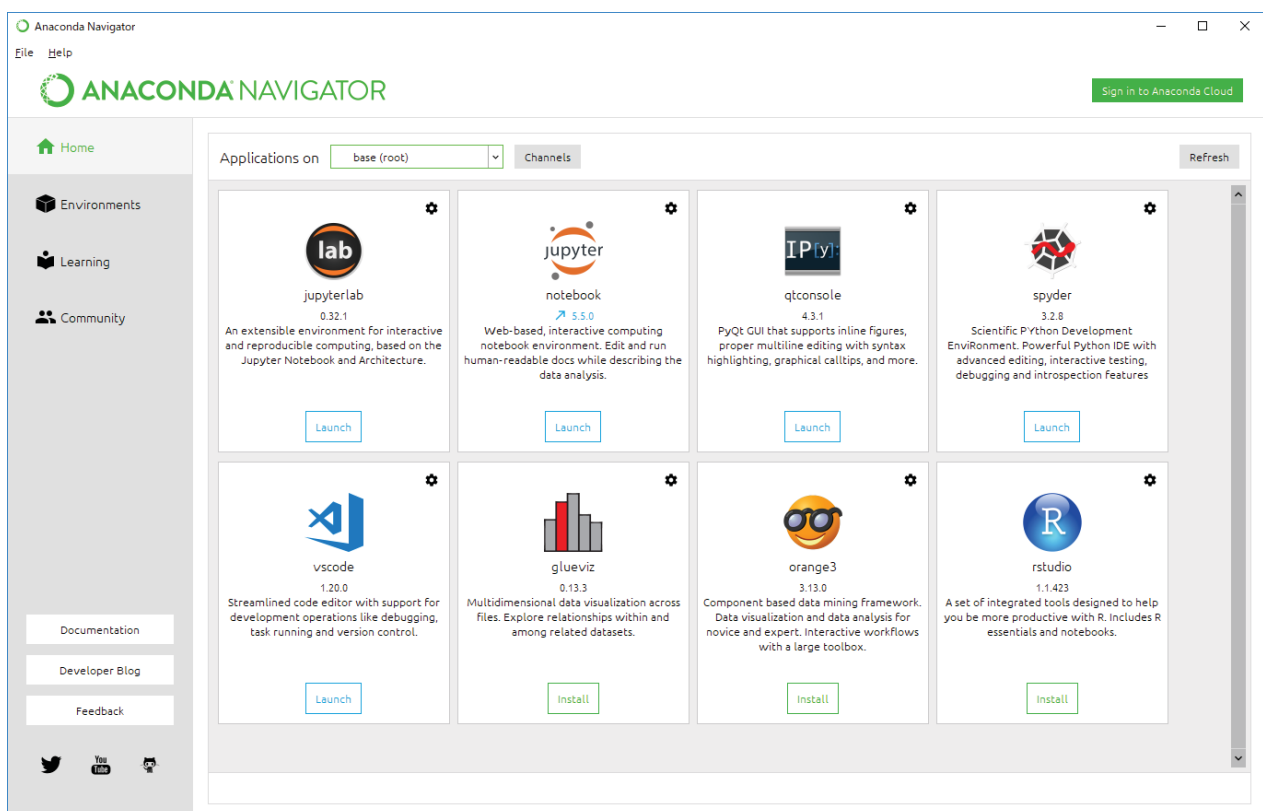 Anaconda Navigator
File Help
ANACONDA NAVIGATOR
Sign in to Anaconda Cloud
Home
Environments
Learning
Community
Documentation
Developer Blog
Feedback
You
Tube
Applications on base (root) Channels Refresh
lab
jupyterlab
0.32.1
An extensible environment for interactive
and reproducible computing, based on the
Jupyter Notebook and Architecture.
Launch
jupyter
notebook
5.5.0
Web-based, interactive computing
notebook environment. Edit and run
human-readable docs while describing the
data analysis.
Launch
IP[y]:
qtconsole
4.3.1
PyQt GUI that supports inline figures,
proper multiline editing with syntax
highlighting, graphical calltips, and more.
Launch
spyder
3.2.8
Scientific PYthon Development
EnviRonment. Powerful Python IDE with
advanced editing, interactive testing,
debugging and introspection features
Launch
vscode
1.20.0
Streamlined code editor with support for
development operations like debugging,
task running and version control.
Launch
glueviz
0.13.3
Multidimensional data visualization across
files. Explore relationships within and
among related datasets.
Install
orange3
3.13.0
Component based data mining framework.
Data visualization and data analysis for
novice and expert. Interactive workflows
with a large toolbox.
Install
R
rstudio
1.1.423
A set of integrated tools designed to help
you be more productive with R. Includes R
essentials and notebooks.
Install